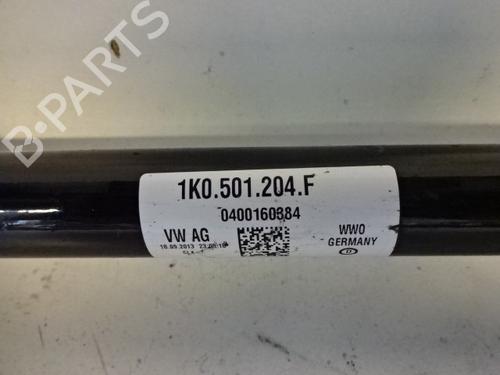 B-PARTS
1K0.501.204.F
0400160384
VW AG
WWO
GERMANY
D